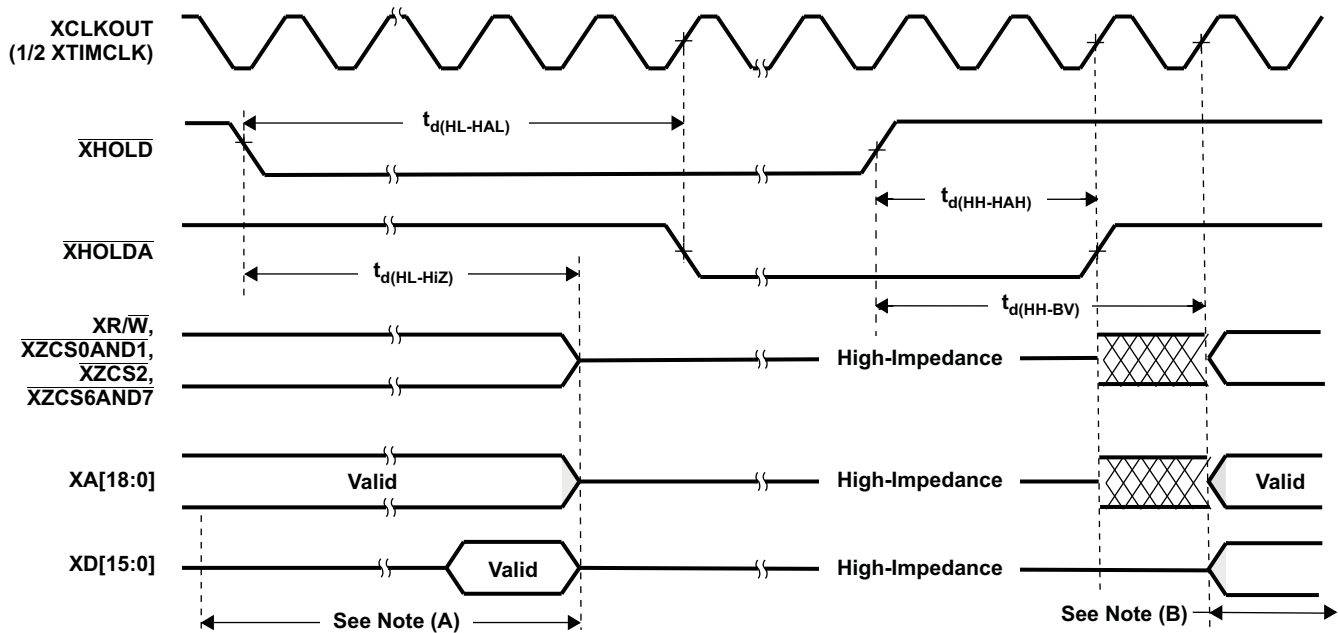 XCLKOUT
(1/2 XTIMCLK)
XHOLD
td(HL-HAL)
td(HH-HAH)
XHOLDA
td(HL-HiZ)
td(HH-BV)
XR/W,
XZCS0AND1,
XZCS2,
XZCS6AND7
High-Impedance
XA[18:0]
Valid
High-Impedance
Valid
XD[15:0]
Valid
High-Impedance
See Note (A)
See Note (B)